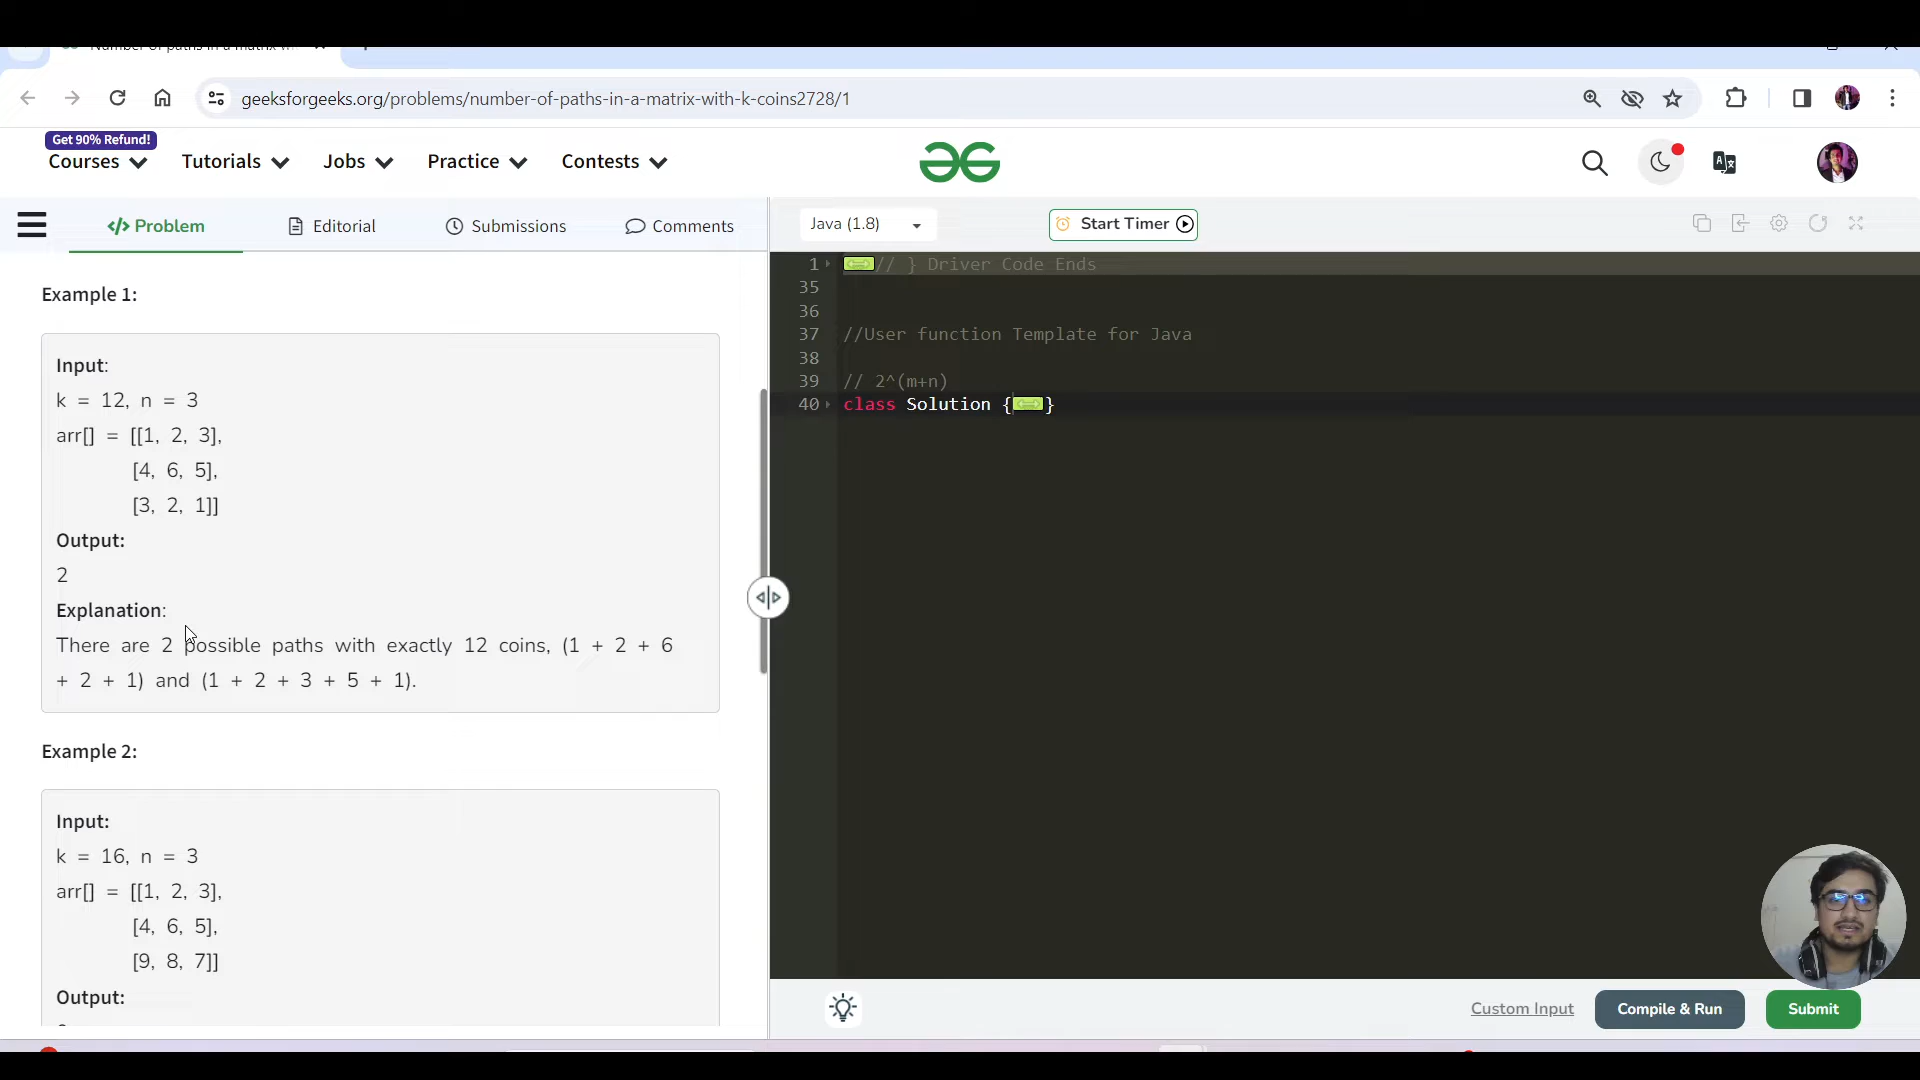 Number of paths in a matrix w
geeksforgeeks.org/problems/number-of-paths-in-a-matrix-with-k-coins2728/1
Get 90% Refund!
Courses Tutorials Jobs Practice Contests
Problem Editorial Submissions Comments
Java (1.8) Start Timer
Example 1:
Input:
k = 12, n = 3
arr[] = [[1, 2, 3],
[4, 6, 5],
[3, 2, 1]]
Output:
2
Explanation:
There are 2 possible paths with exactly 12 coins, (1 + 2 + 6
+ 2 + 1) and (1 + 2 + 3 + 5 + 1).
Example 2:
Input:
k = 16, n = 3
arr[] = [[1, 2, 3],
[4, 6, 5],
[9, 8, 7]]
Output:
1 // } Driver Code Ends
35
36
37 //User function Template for Java
38
39 // 2^(m+n)
40 class Solution {}
Custom Input Compile & Run Submit